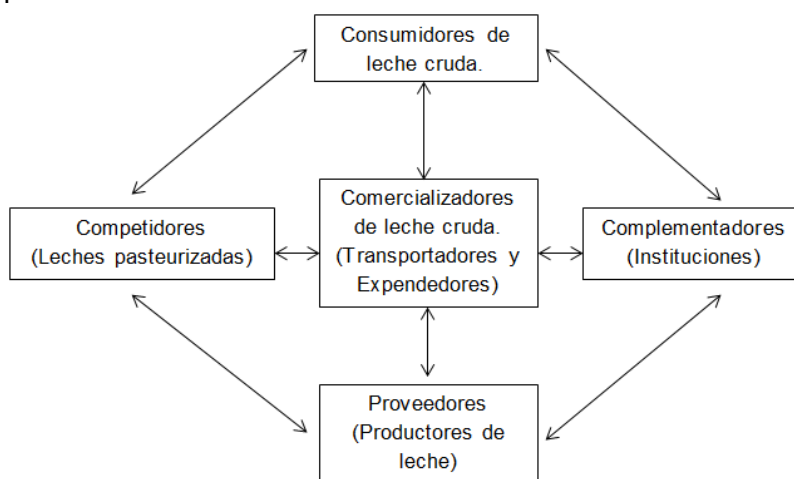 Consumidores de
leche cruda.
Competidores
(Leches pasteurizadas)
Comercializadores
de leche cruda.
(Transportadores y
Expendedores)
Complementadores
(Instituciones)
Proveedores
(Productores de
leche)